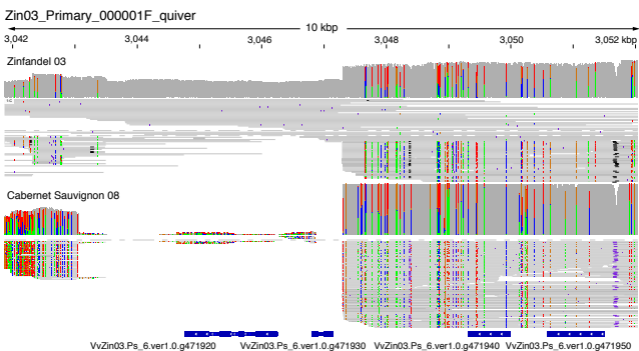 Zin03_Primary_000001F_quiver
10 kbp
3,042 3,044 3,046 3,048 3,050 3,052 kbp
Zinfandel 03
Cabernet Sauvignon 08
VvZin03.Ps_6.ver1.0.g471920 VvZin03.Ps_6.ver1.0.g471930 VvZin03.Ps_6.ver1.0.g471940 VvZin03.Ps_6.ver1.0.g471950